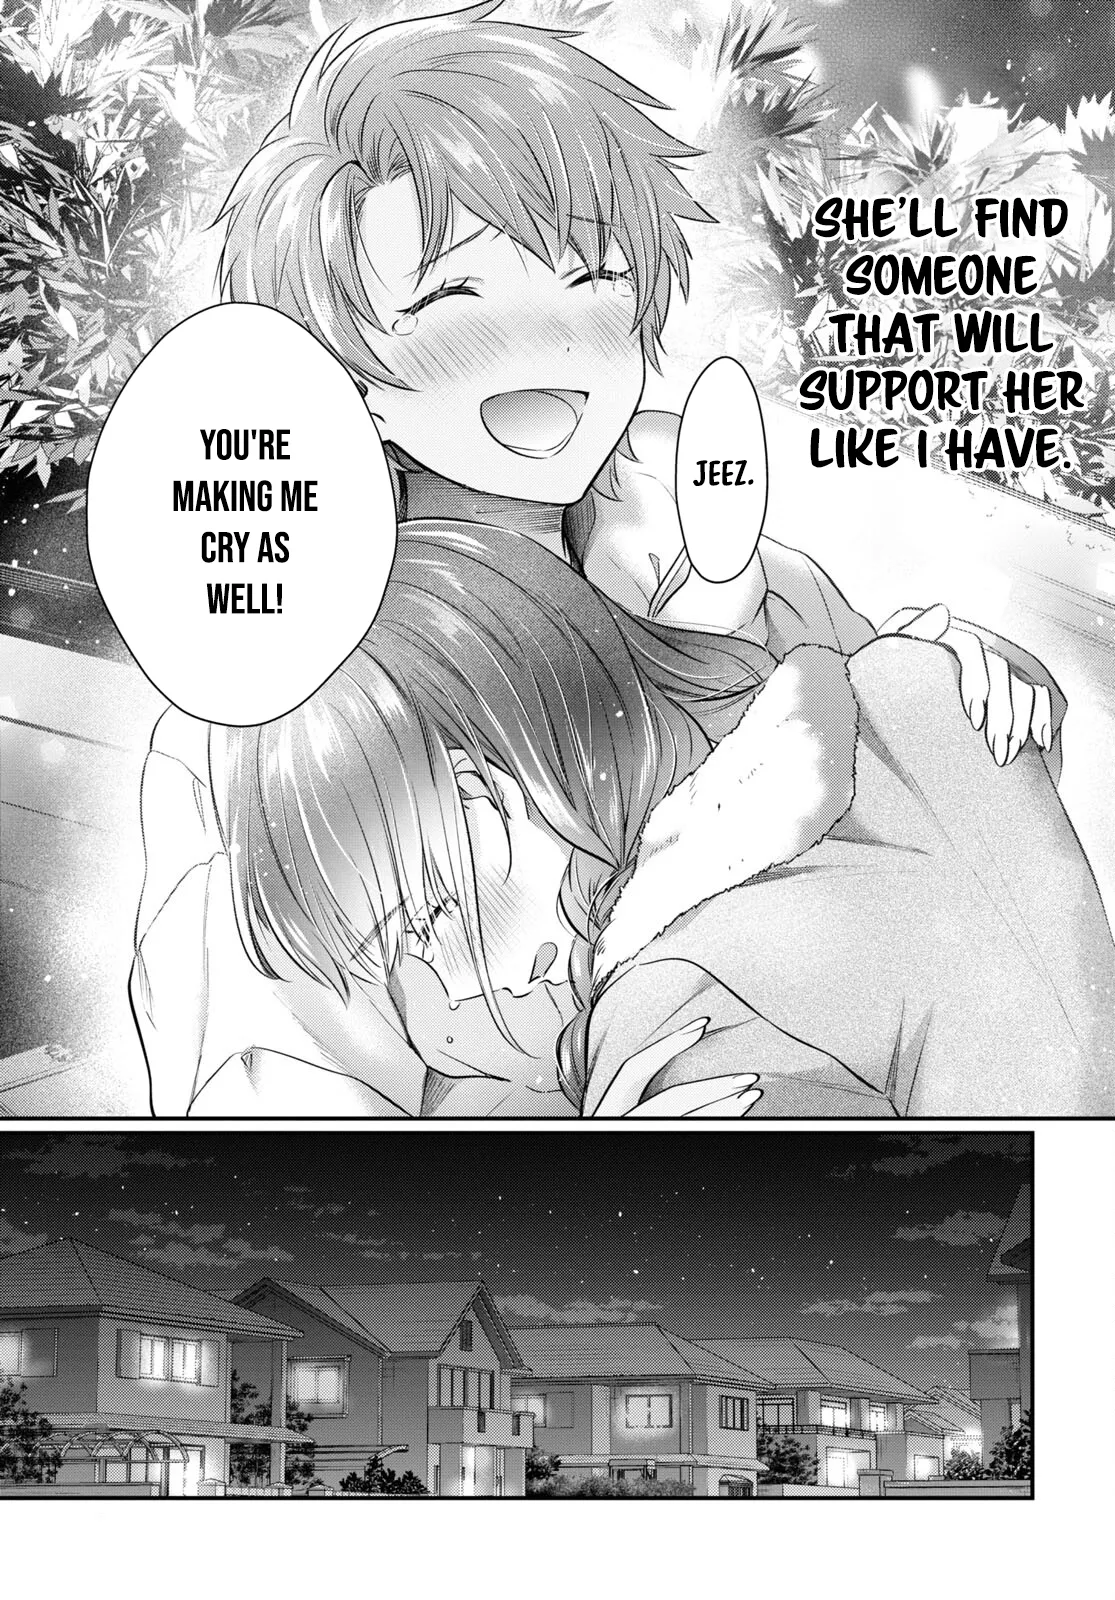 SHE'LL FIND
SOMEONE
THAT WILL
SUPPORT HER
LIKE I HAVE.
JEEZ.
YOU'RE
MAKING ME
CRY AS
WELL!